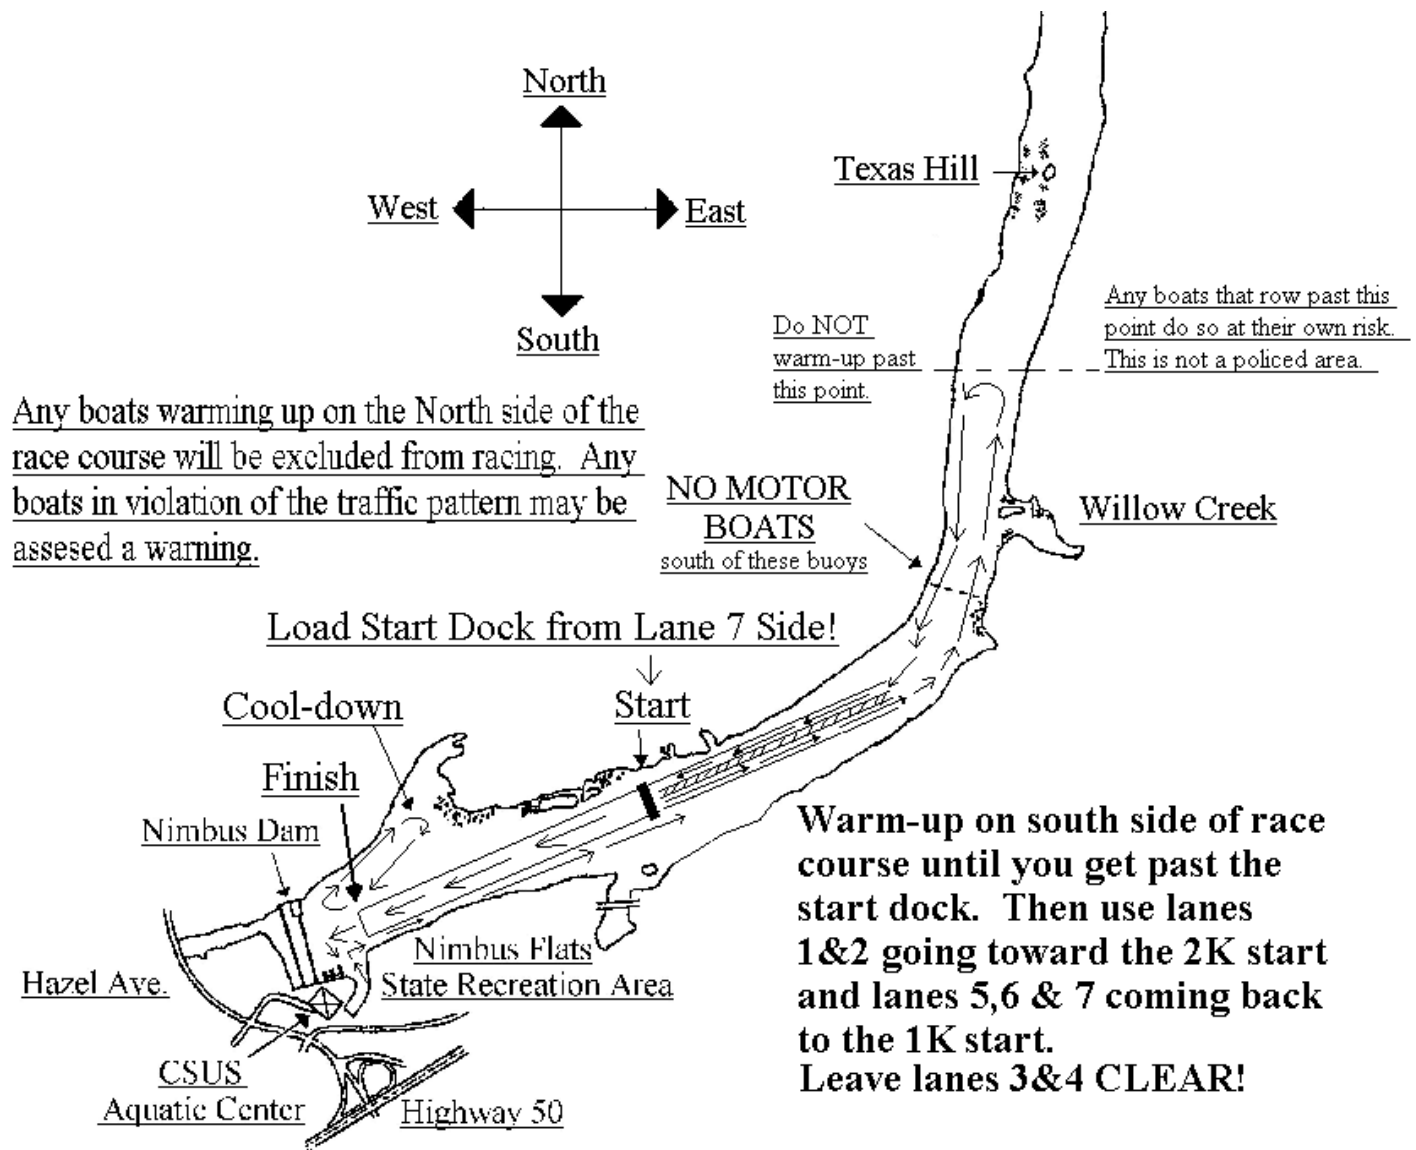 North
West
East
South
Texas Hill
Do NOT
warm-up past
this point.
Any boats that row past this
point do so at their own risk.
This is not a policed area.
Any boats warming up on the North side of the
race course will be excluded from racing. Any
boats in violation of the traffic pattern may be
assesed a warning.
NO MOTOR
BOATS
south of these buoys
Willow Creek
Load Start Dock from Lane 7 Side!
Start
Cool-down
Finish
Nimbus Dam
Warm-up on south side of race
course until you get past the
start dock. Then use lanes
1&2 going toward the 2K start
and lanes 5,6 & 7 coming back
to the 1K start.
Leave lanes 3&4 CLEAR!
Nimbus Flats
State Recreation Area
Hazel Ave.
CSUS
Aquatic Center
Highway 50